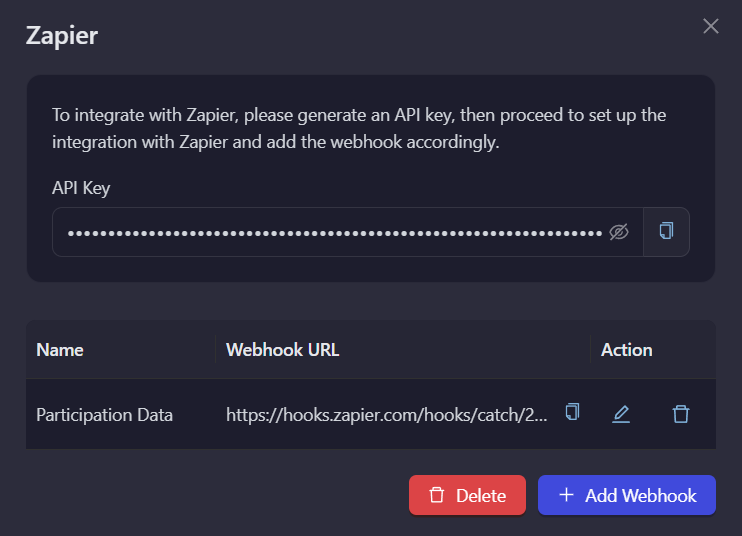 Zapier
To integrate with Zapier, please generate an API key, then proceed to set up the
integration with Zapier and add the webhook accordingly.
API Key
Name Webhook URL Action
Participation Data https://hooks.zapier.com/hooks/catch/2...
Delete Add Webhook